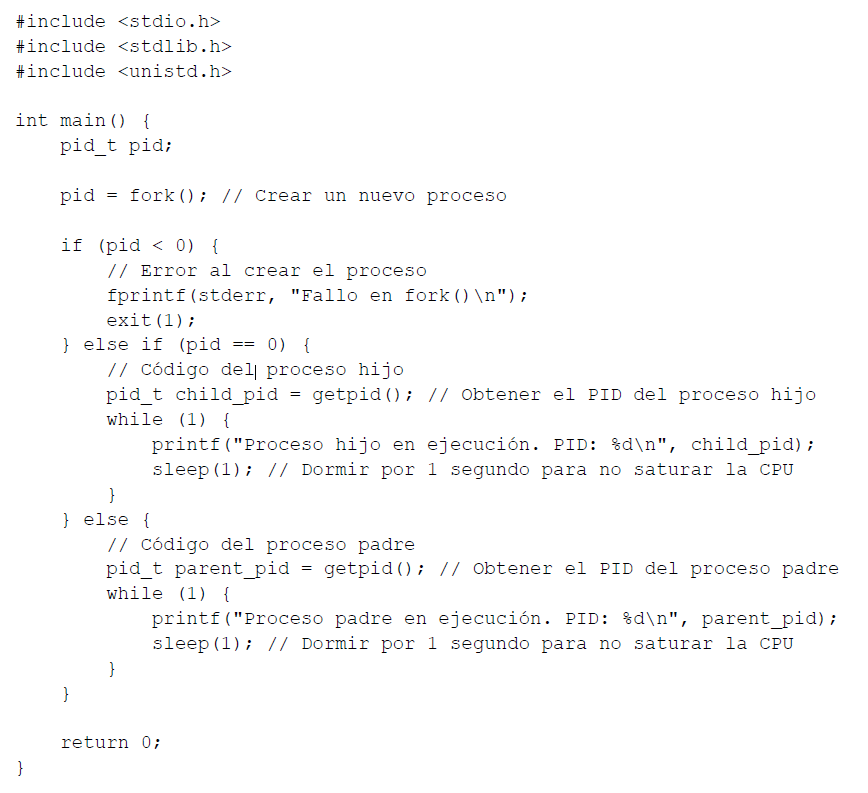 #include <stdio.h>
#include <stdlib.h>
#include <unistd.h>

int main() {
    pid_t pid;

    pid = fork(); // Crear un nuevo proceso

    if (pid < 0) {
        // Error al crear el proceso
        fprintf(stderr, "Fallo en fork()\n");
        exit(1);
    } else if (pid == 0) {
        // Código del proceso hijo
        pid_t child_pid = getpid(); // Obtener el PID del proceso hijo
        while (1) {
            printf("Proceso hijo en ejecución. PID: %d\n", child_pid);
            sleep(1); // Dormir por 1 segundo para no saturar la CPU
        }
    } else {
        // Código del proceso padre
        pid_t parent_pid = getpid(); // Obtener el PID del proceso padre
        while (1) {
            printf("Proceso padre en ejecución. PID: %d\n", parent_pid);
            sleep(1); // Dormir por 1 segundo para no saturar la CPU
        }
    }

    return 0;
}